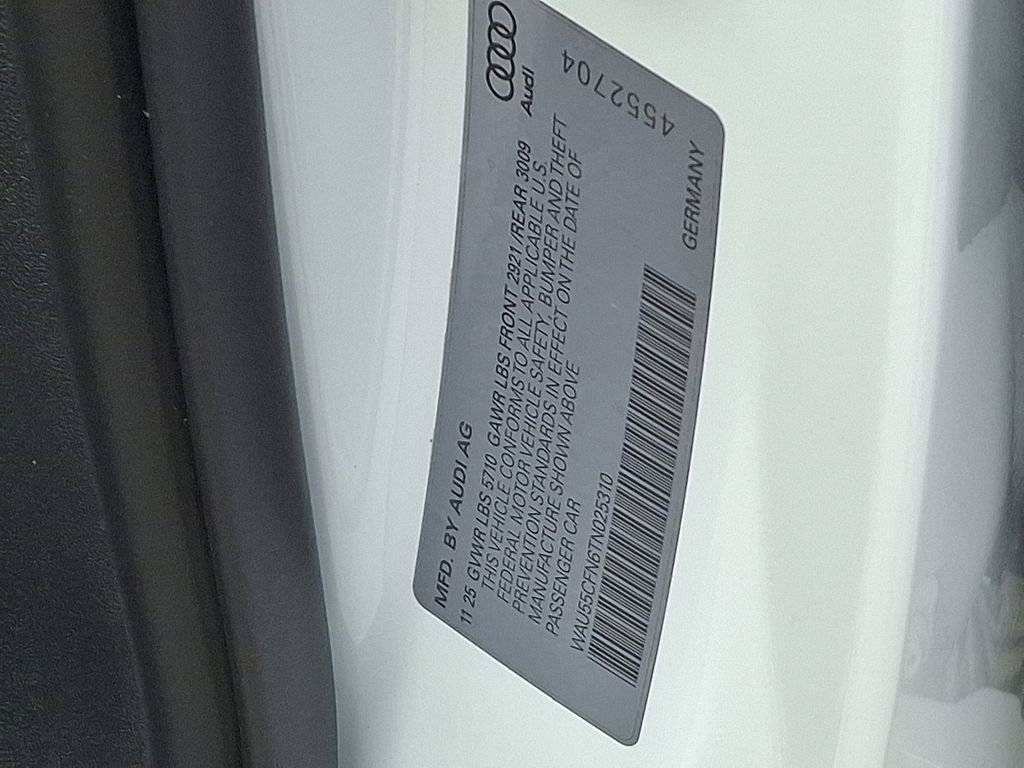 Audi
4552704
MFD. BY AUDI AG
11 25 GVWR LBS 5710 GAWR LBS FRONT 2921 /REAR 3009
THIS VEHICLE CONFORMS TO ALL APPLICABLE U.S.
FEDERAL MOTOR VEHICLE SAFETY, BUMPER AND THEFT
PREVENTION STANDARDS IN EFFECT ON THE DATE OF
MANUFACTURE SHOWN ABOVE
PASSENGER CAR
WAU55CFN6TN025310
GERMANY